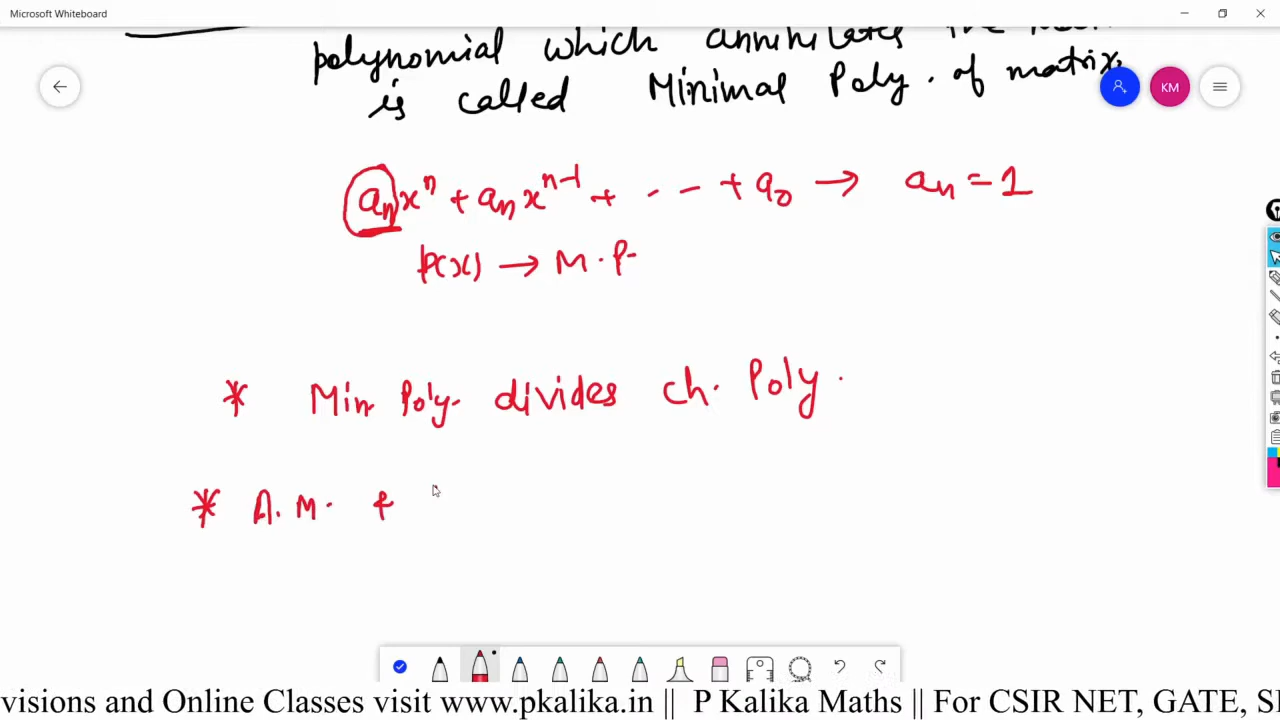 Microsoft Whiteboard
polynomial which annihilates the
is called Minimal Poly. of matrix.
KM
aₙxⁿ + aₙxⁿ⁻¹ + - - - + a₀ → aₙ = 1
p(x) → M.P.
* Min Poly. divides ch. Poly.
* A.M. &
visions and Online Classes visit www.pkalika.in || P Kalika Maths || For CSIR NET, GATE,